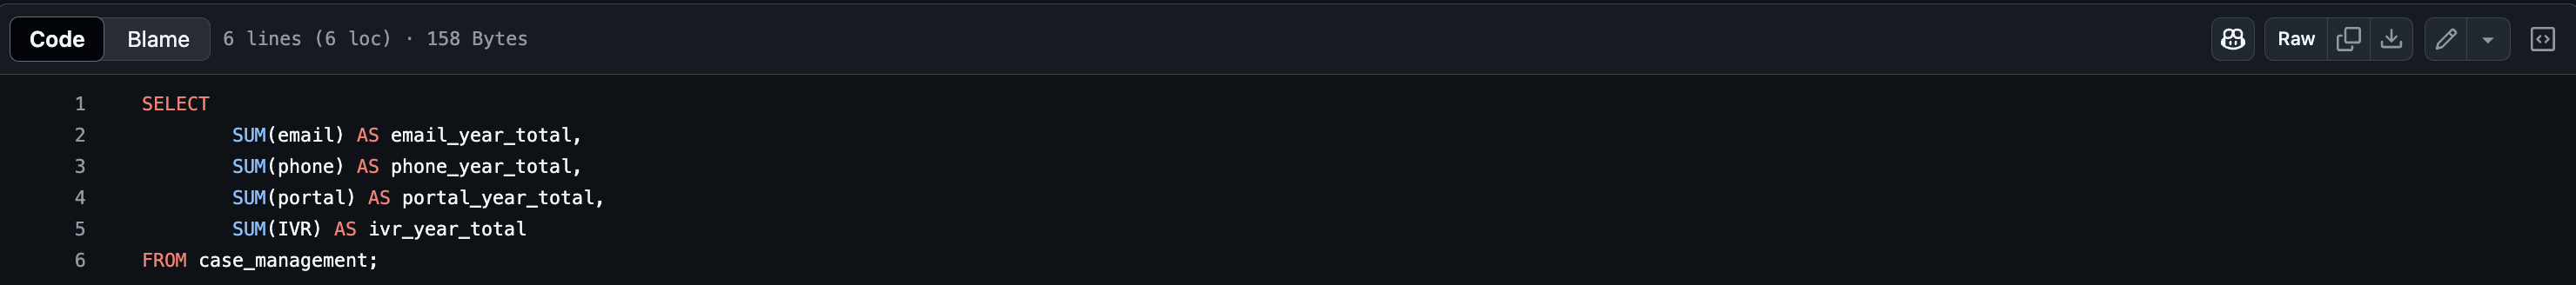 Code Blame 6 lines (6 loc) · 158 Bytes Raw
1 SELECT
2 SUM(email) AS email_year_total,
3 SUM(phone) AS phone_year_total,
4 SUM(portal) AS portal_year_total,
5 SUM(IVR) AS ivr_year_total
6 FROM case_management;